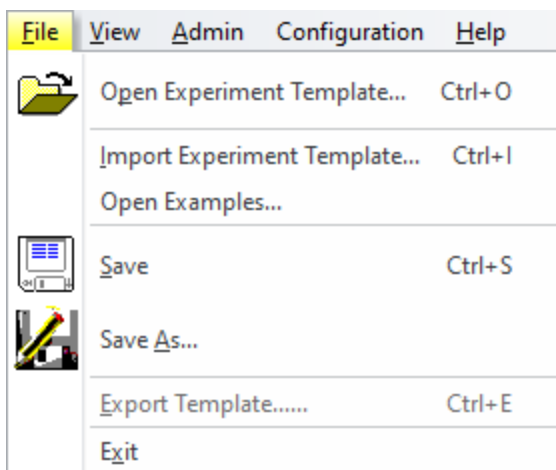 File View Admin Configuration Help
Open Experiment Template... Ctrl+O
Import Experiment Template... Ctrl+I
Open Examples...
Save Ctrl+S
Save As...
Export Template...... Ctrl+E
Exit